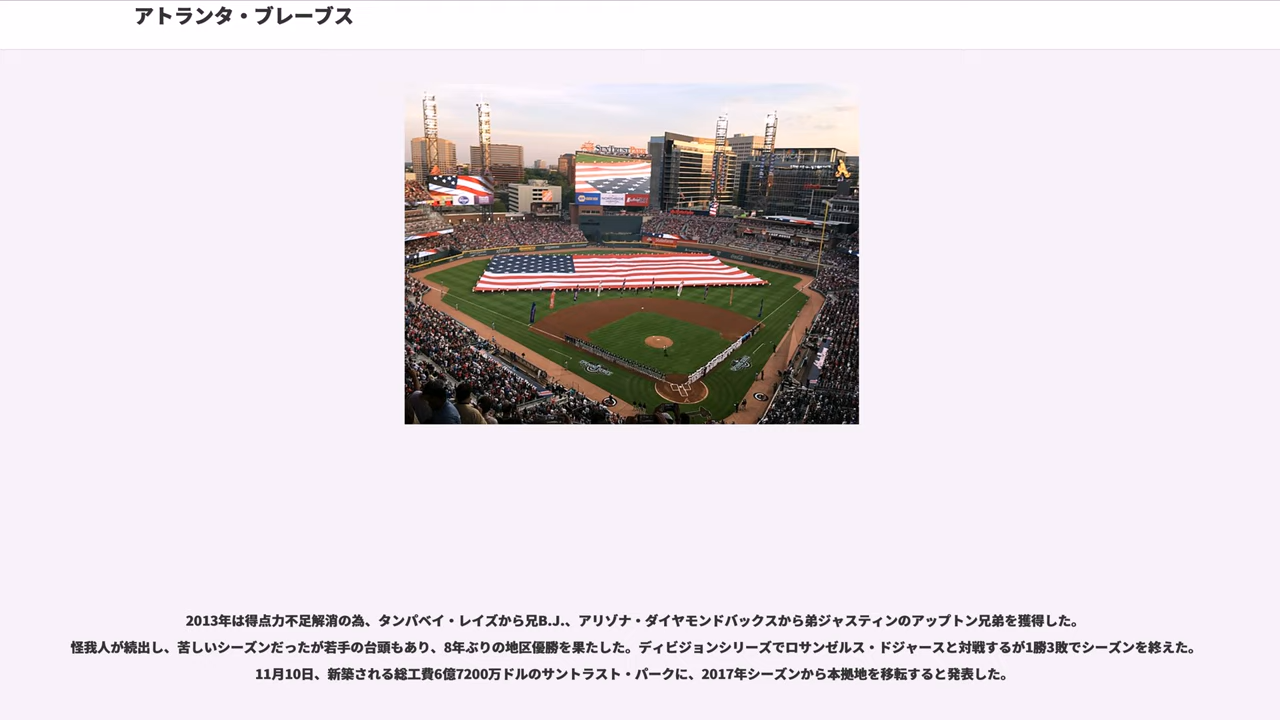 アトランタ・ブレーブス
2013年は得点力不足解消の為、タンパベイ・レイズから兄B.J.、アリゾナ・ダイヤモンドバックスから弟ジャスティンのアップトン兄弟を獲得した。
怪我人が続出し、苦しいシーズンだったが若手の台頭もあり、8年ぶりの地区優勝を果たした。ディビジョンシリーズでロサンゼルス・ドジャースと対戦するが1勝3敗でシーズンを終えた。
11月10日、新築される総工費6億7200万ドルのサントラスト・パークに、2017年シーズンから本拠地を移転すると発表した。